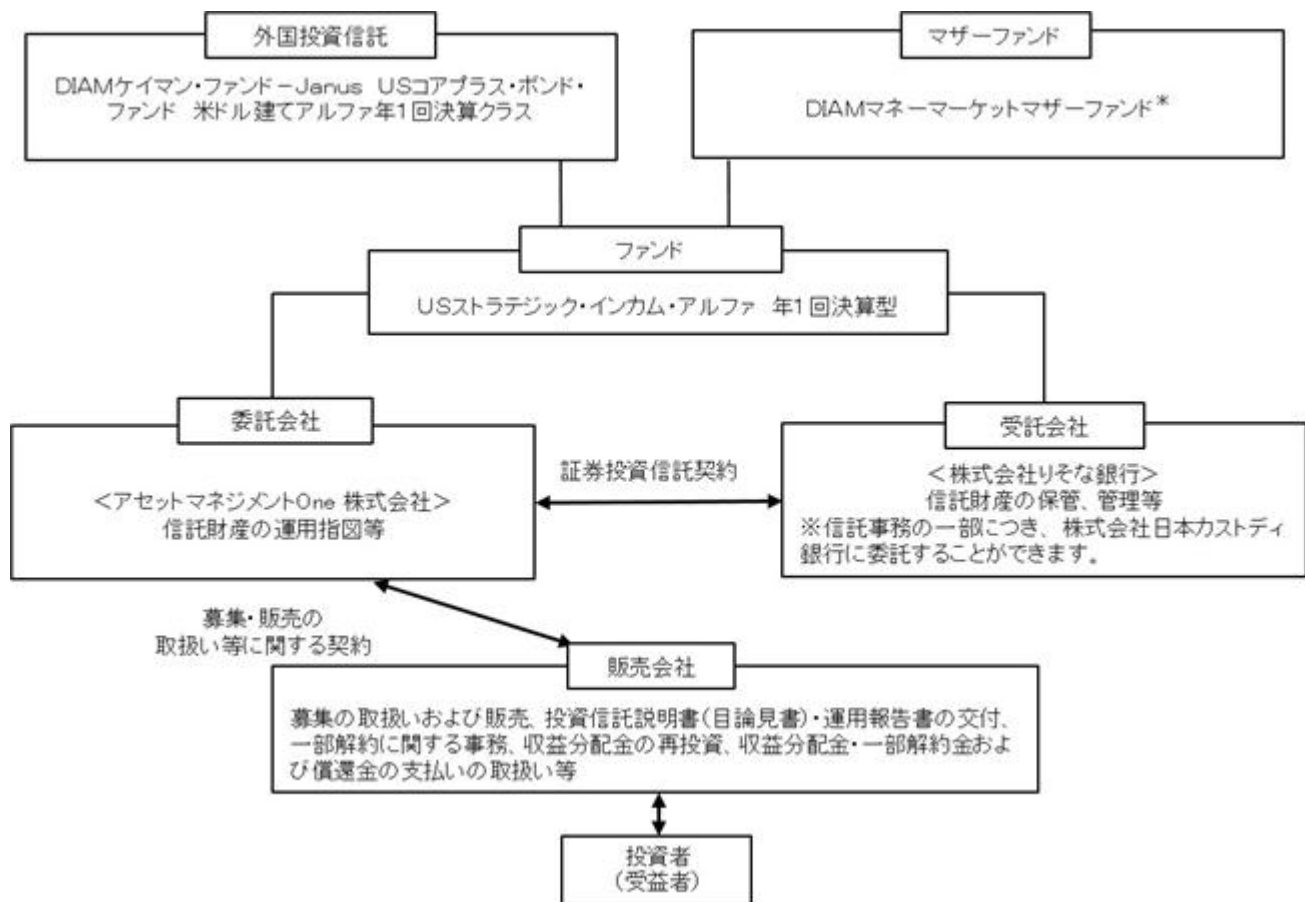 外国投資信託
DIAMケイマン・ファンド－Janus USコアプラス・ボンド・
ファンド 米ドル建てアルファ年1回決算クラス
マザーファンド
DIAMマネーマーケットマザーファンド*
ファンド
USストラテジック・インカム・アルファ 年1回決算型
委託会社
＜アセットマネジメントOne 株式会社＞
信託財産の運用指図等
証券投資信託契約
受託会社
＜株式会社りそな銀行＞
信託財産の保管、管理等
※信託事務の一部につき、株式会社日本カストディ
銀行に委託することができます。
募集・販売の
取扱い等に関する契約
販売会社
募集の取扱いおよび販売、投資信託説明書(目論見書)・運用報告書の交付、
一部解約に関する事務、収益分配金の再投資、収益分配金・一部解約金およ
び償還金の支払いの取扱い等
投資者
(受益者)